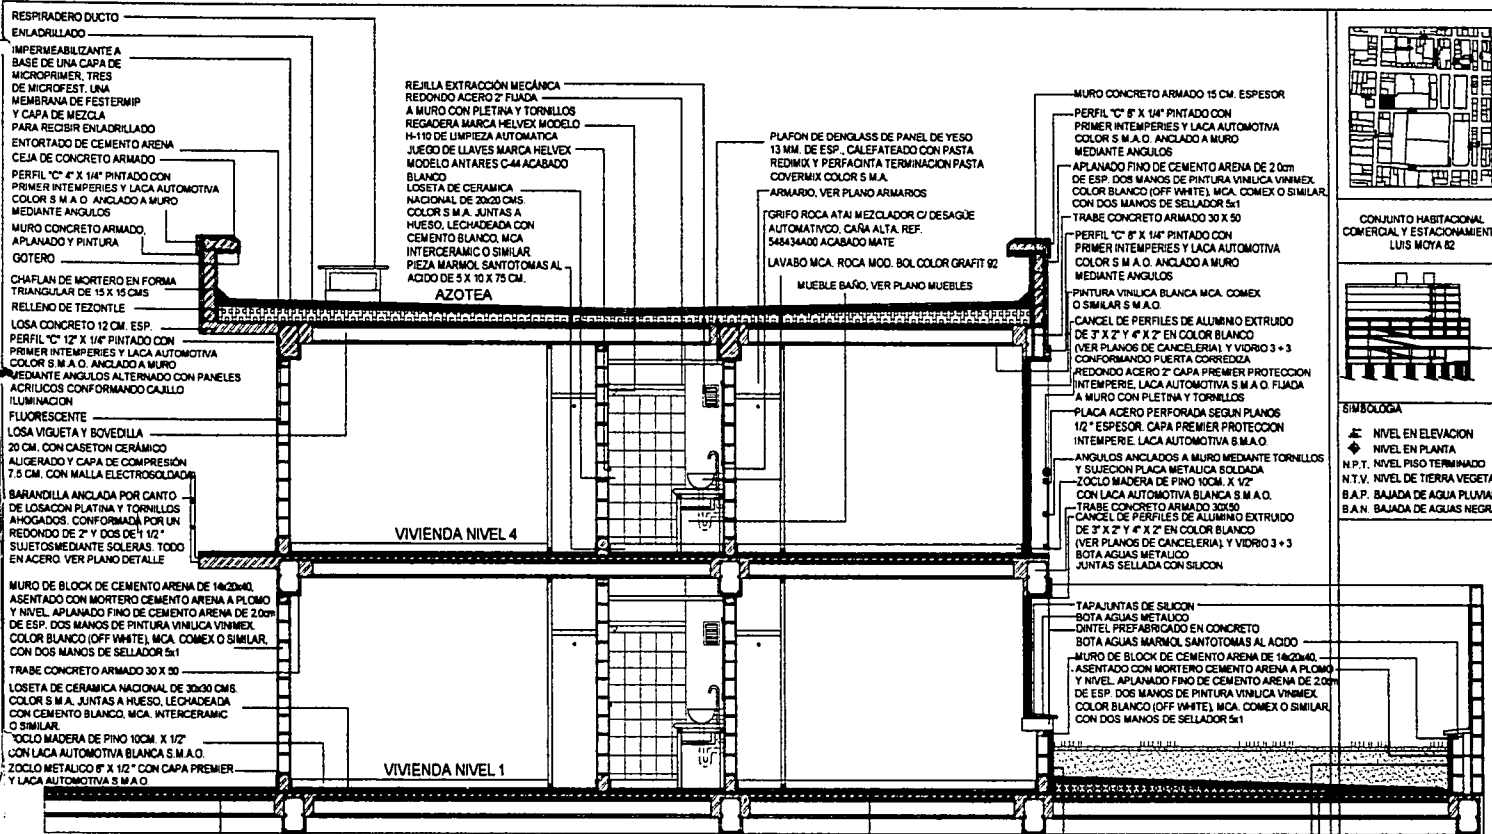 RESPIRADERO DUCTO
ENLADRILLADO
IMPERMEABILIZANTE A
BASE DE UNA CAPA DE
MICROPRIMER, TRES
DE MICROFEST. UNA
MEMBRANA DE FESTERMIP
Y CAPA DE MEZCLA
PARA RECIBIR ENLADRILLADO
ENTORTADO DE CEMENTO ARENA
CEJA DE CONCRETO ARMADO
PERFIL "C" 4" X 1/4" PINTADO CON
PRIMER INTEMPERIES Y LACA AUTOMOTIVA
COLOR S M A O ANCLADO A MURO
MEDIANTE ANGULOS
MURO CONCRETO ARMADO,
APLANADO Y PINTURA
GOTERO
CHAFLAN DE MORTERO EN FORMA
TRIANGULAR DE 15 X 15 CMS
RELLENO DE TEZONTLE
LOSA CONCRETO 12 CM. ESP.
PERFIL "C" 12" X 1/4" PINTADO CON
PRIMER INTEMPERIES Y LACA AUTOMOTIVA
COLOR S M.A.O. ANCLADO A MURO
MEDIANTE ANGULOS ALTERNADO CON PANELES
ACRILICOS CONFORMANDO CAJILLO
ILUMINACION
FLUORESCENTE
LOSA VIGUETA Y BOVEDILLA
20 CM. CON CASETON CERÁMICO
ALIGERADO Y CAPA DE COMPRESIÓN
7.5 CM. CON MALLA ELECTROSOLDADA
BARANDILLA ANCLADA POR CANTO
DE LOSACON PLATINA Y TORNILLOS
AHOGADOS. CONFORMADA POR UN
REDONDO DE 2" Y DOS DE 1 1/2"
SUJETOSMEDIANTE SOLERAS. TODO
EN ACERO. VER PLANO DETALLE
MURO DE BLOCK DE CEMENTO ARENA DE 14x20x40,
ASENTADO CON MORTERO CEMENTO ARENA A PLOMO
Y NIVEL. APLANADO FINO DE CEMENTO ARENA DE 2.0cm
DE ESP. DOS MANOS DE PINTURA VINILICA VINIMEX.
COLOR BLANCO (OFF WHITE), MCA. COMEX O SIMILAR,
CON DOS MANOS DE SELLADOR 5x1
TRABE CONCRETO ARMADO 30 X 50
LOSETA DE CERAMICA NACIONAL DE 30x30 CMS.
COLOR S M.A. JUNTAS A HUESO, LECHADEADA
CON CEMENTO BLANCO, MCA. INTERCERAMIC
O SIMILAR.
ZOCLO MADERA DE PINO 10CM. X 1/2"
CON LACA AUTOMOTIVA BLANCA S.M.A.O.
ZOCLO METALICO 6" X 1/2" CON CAPA PREMIER
Y LACA AUTOMOTIVA S M A O
REJILLA EXTRACCIÓN MECÁNICA
REDONDO ACERO 2" FIJADA
A MURO CON PLETINA Y TORNILLOS
REGADERA MARCA HELVEX MODELO
H-110 DE LIMPIEZA AUTOMATICA
JUEGO DE LLAVES MARCA HELVEX
MODELO ANTARES C-44 ACABADO
BLANCO
LOSETA DE CERAMICA
NACIONAL DE 20x20 CMS.
COLOR S M.A. JUNTAS A
HUESO, LECHADEADA CON
CEMENTO BLANCO, MCA
INTERCERAMIC O SIMILAR
PIEZA MARMOL SANTOTOMAS AL
ACIDO DE 5 X 10 X 75 CM.
AZOTEA
PLAFON DE DENGLASS DE PANEL DE YESO
13 MM. DE ESP., CALEFATEADO CON PASTA
REDIMIX Y PERFACINTA TERMINACION PASTA
COVERMIX COLOR S M.A.
ARMARIO, VER PLANO ARMARIOS
GRIFO ROCA ATAI MEZCLADOR C/ DESAGÜE
AUTOMATIVCO, CAÑA ALTA. REF.
548434A00 ACABADO MATE
LAVABO MCA. ROCA MOD. BOL COLOR GRAFIT 92
MUEBLE BAÑO, VER PLANO MUEBLES
VIVIENDA NIVEL 4
VIVIENDA NIVEL 1
MURO CONCRETO ARMADO 15 CM. ESPESOR
PERFIL "C" 8" X 1/4" PINTADO CON
PRIMER INTEMPERIES Y LACA AUTOMOTIVA
COLOR S M.A.O. ANCLADO A MURO
MEDIANTE ANGULOS
APLANADO FINO DE CEMENTO ARENA DE 2 0cm
DE ESP. DOS MANOS DE PINTURA VINILICA VINIMEX.
COLOR BLANCO (OFF WHITE), MCA. COMEX O SIMILAR,
CON DOS MANOS DE SELLADOR 5x1
TRABE CONCRETO ARMADO 30 X 50
PERFIL "C" 8" X 1/4" PINTADO CON
PRIMER INTEMPERIES Y LACA AUTOMOTIVA
COLOR S M A.O. ANCLADO A MURO
MEDIANTE ANGULOS
PINTURA VINILICA BLANCA MCA. COMEX
O SIMILAR S M.A.O.
CANCEL DE PERFILES DE ALUMINIO EXTRUIDO
DE 3" X 2" Y 4" X 2" EN COLOR BLANCO
(VER PLANOS DE CANCELERIA), Y VIDRIO 3 + 3
CONFORMANDO PUERTA CORREDIZA
REDONDO ACERO 2" CAPA PREMIER PROTECCION
INTEMPERIE, LACA AUTOMOTIVA S M.A O. FIJADA
A MURO CON PLETINA Y TORNILLOS
PLACA ACERO PERFORADA SEGUN PLANOS
1/2" ESPESOR. CAPA PREMIER PROTECCION
INTEMPERIE. LACA AUTOMOTIVA S.M.A.O.
ANGULOS ANCLADOS A MURO MEDIANTE TORNILLOS
Y SUJECION PLACA METALICA SOLDADA
ZOCLO MADERA DE PINO 10CM. X 1/2"
CON LACA AUTOMOTIVA BLANCA S.M.A.O.
TRABE CONCRETO ARMADO 30X50
CANCEL DE PERFILES DE ALUMINIO EXTRUIDO
DE 3" X 2" Y 4" X 2" EN COLOR BLANCO
(VER PLANOS DE CANCELERIA), Y VIDRIO 3 + 3
BOTA AGUAS METALICO
JUNTAS SELLADA CON SILICON
TAPAJUNTAS DE SILICON
BOTA AGUAS METALICO
DINTEL PREFABRICADO EN CONCRETO
BOTA AGUAS MARMOL SANTOTOMAS AL ACIDO
MURO DE BLOCK DE CEMENTO ARENA DE 14x20x40,
ASENTADO CON MORTERO CEMENTO ARENA A PLOMO
Y NIVEL. APLANADO FINO DE CEMENTO ARENA DE 2.0cm
DE ESP. DOS MANOS DE PINTURA VINILICA VINIMEX.
COLOR BLANCO (OFF WHITE), MCA. COMEX O SIMILAR,
CON DOS MANOS DE SELLADOR 5x1
CONJUNTO HABITACIONAL
COMERCIAL Y ESTACIONAMIENT
LUIS MOYA 82
SIMBOLOGIA
NIVEL EN ELEVACION
NIVEL EN PLANTA
N.P.T. NIVEL PISO TERMINADO
N.T.V. NIVEL DE TIERRA VEGETA
B.A.P. BAJADA DE AGUA PLUVIA
B.A.N. BAJADA DE AGUAS NEGRA